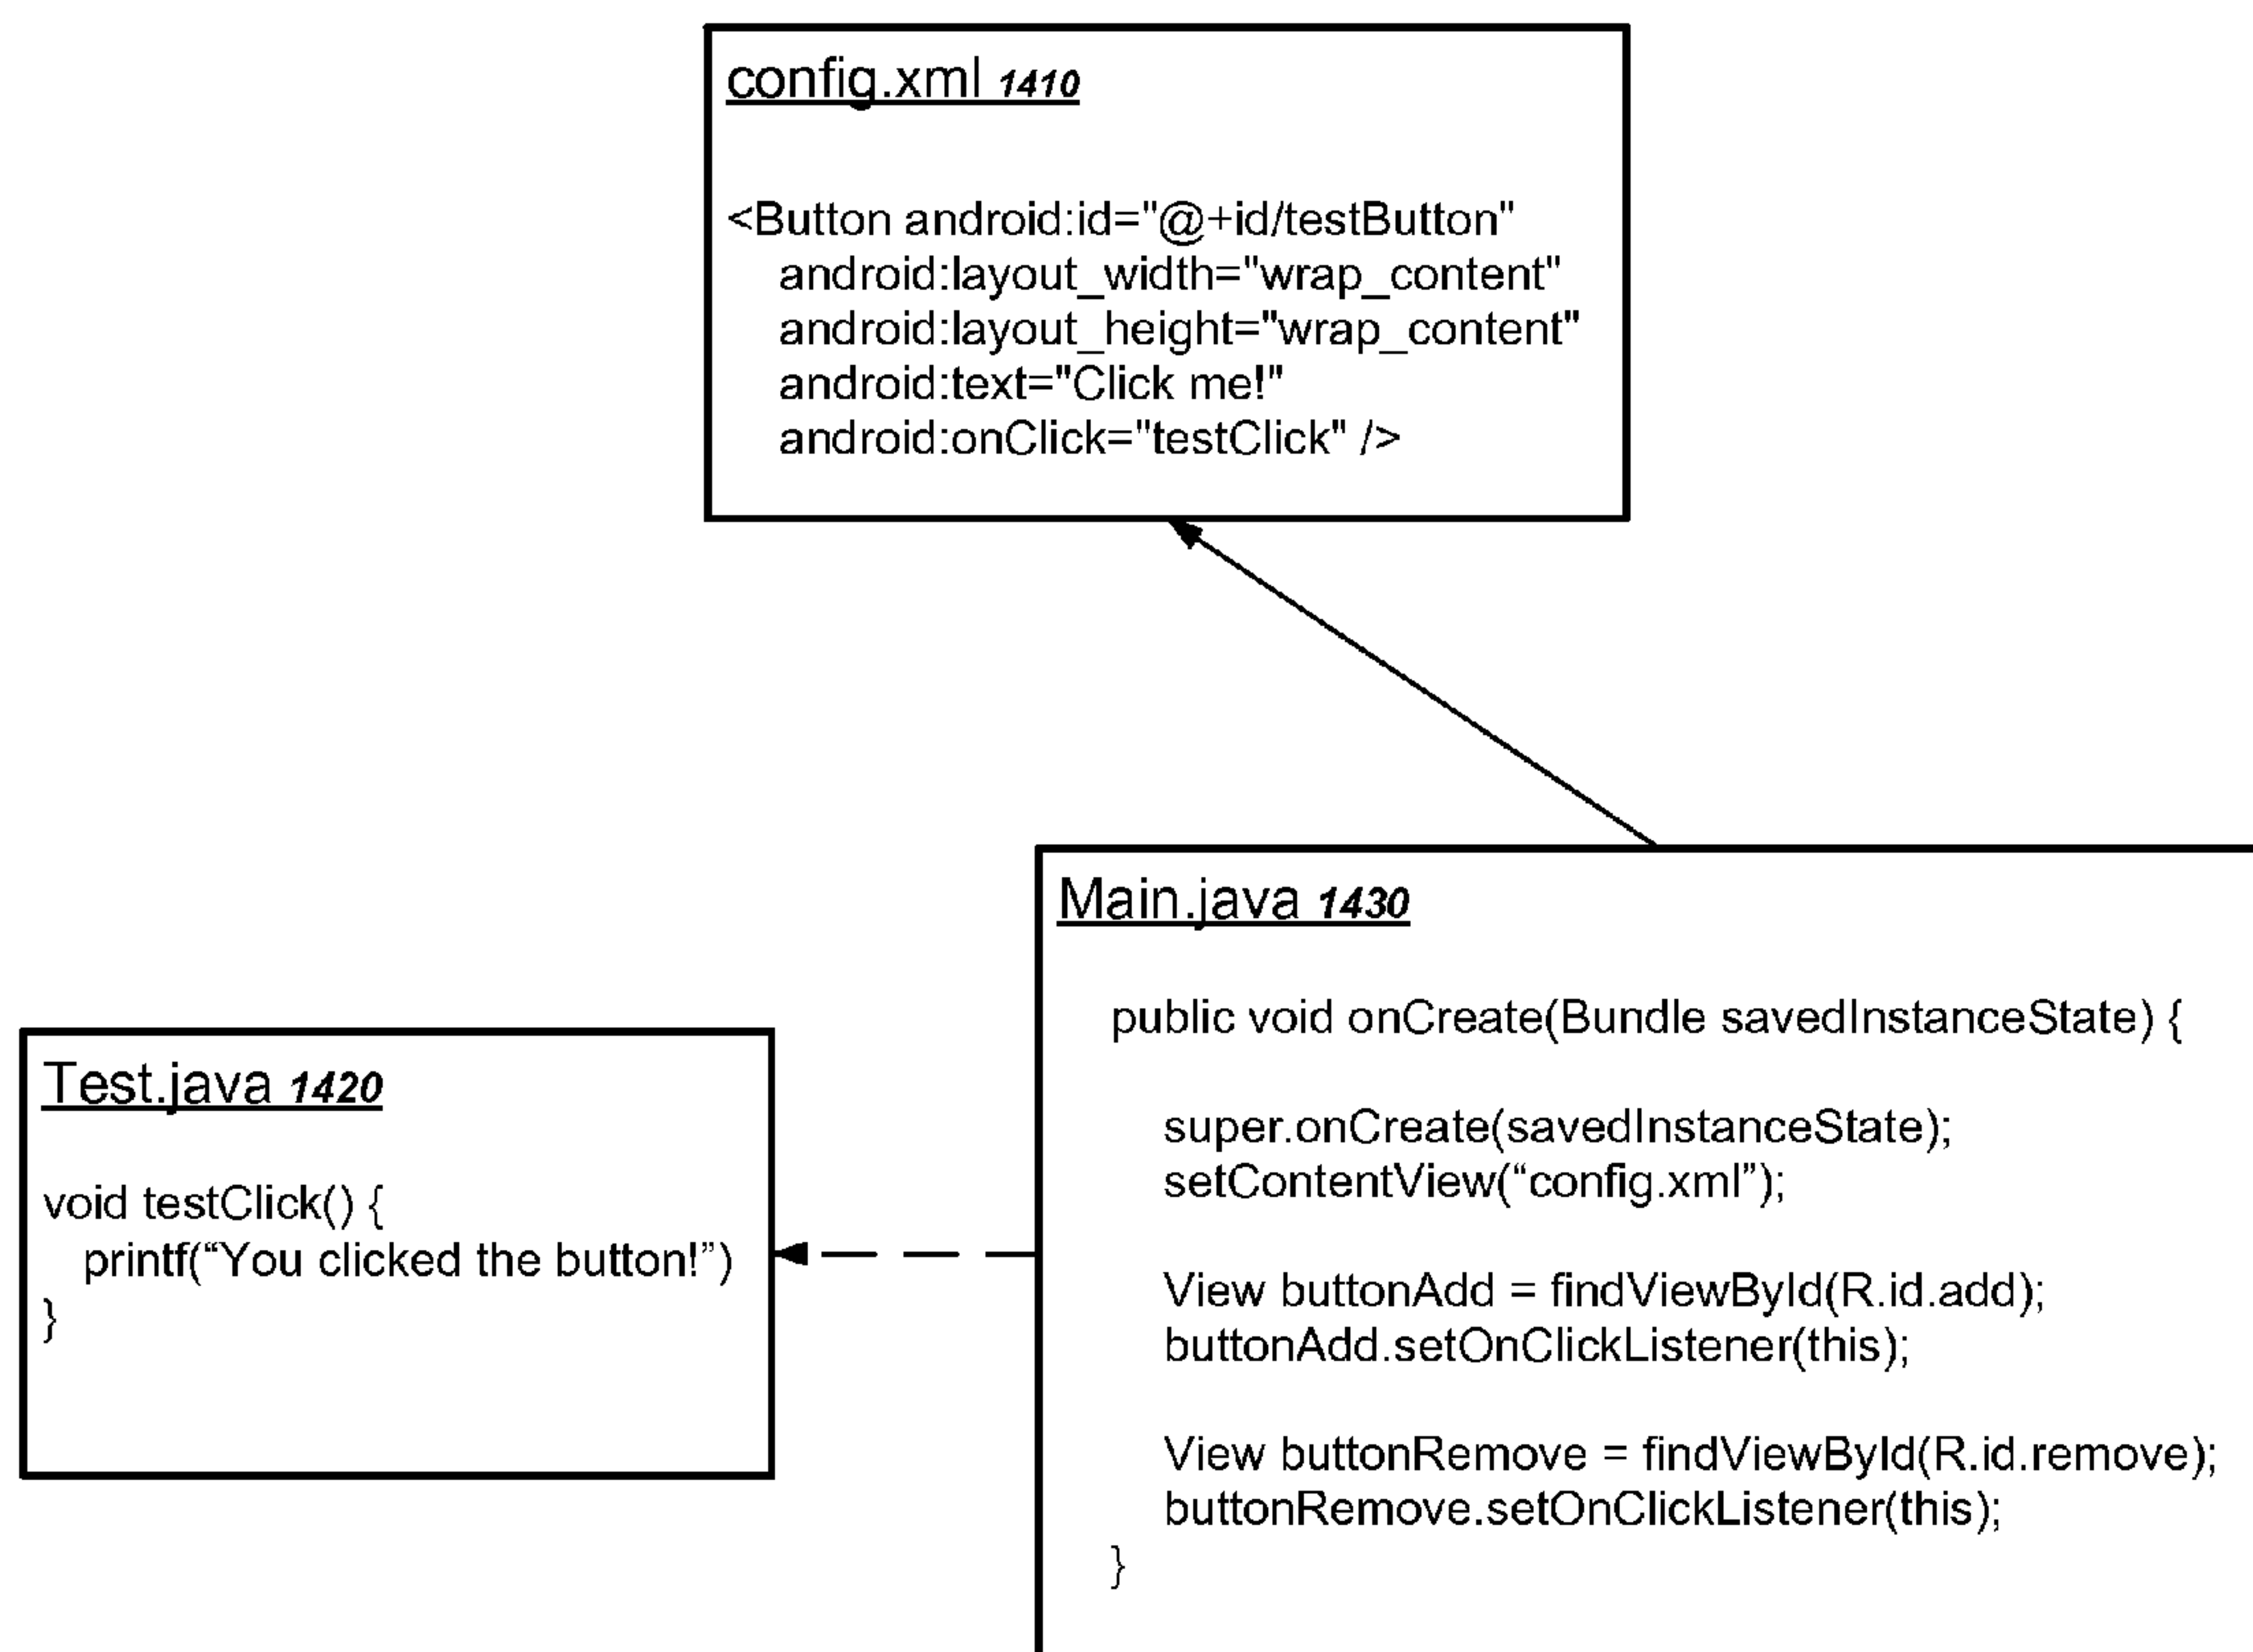 config.xml 1410
<Button android:id="@+id/testButton"
android:layout_width="wrap_content"
android:layout_height="wrap_content"
android:text="Click me!"
android:onClick="testClick" />
Test.java 1420
void testClick() {
printf(“You clicked the button!”)
}
Main.java 1430
public void onCreate(Bundle savedInstanceState) {
super.onCreate(savedInstanceState);
setContentView(“config.xml”);
View buttonAdd = findViewById(R.id.add);
buttonAdd.setOnClickListener(this);
View buttonRemove = findViewById(R.id.remove);
buttonRemove.setOnClickListener(this);
}